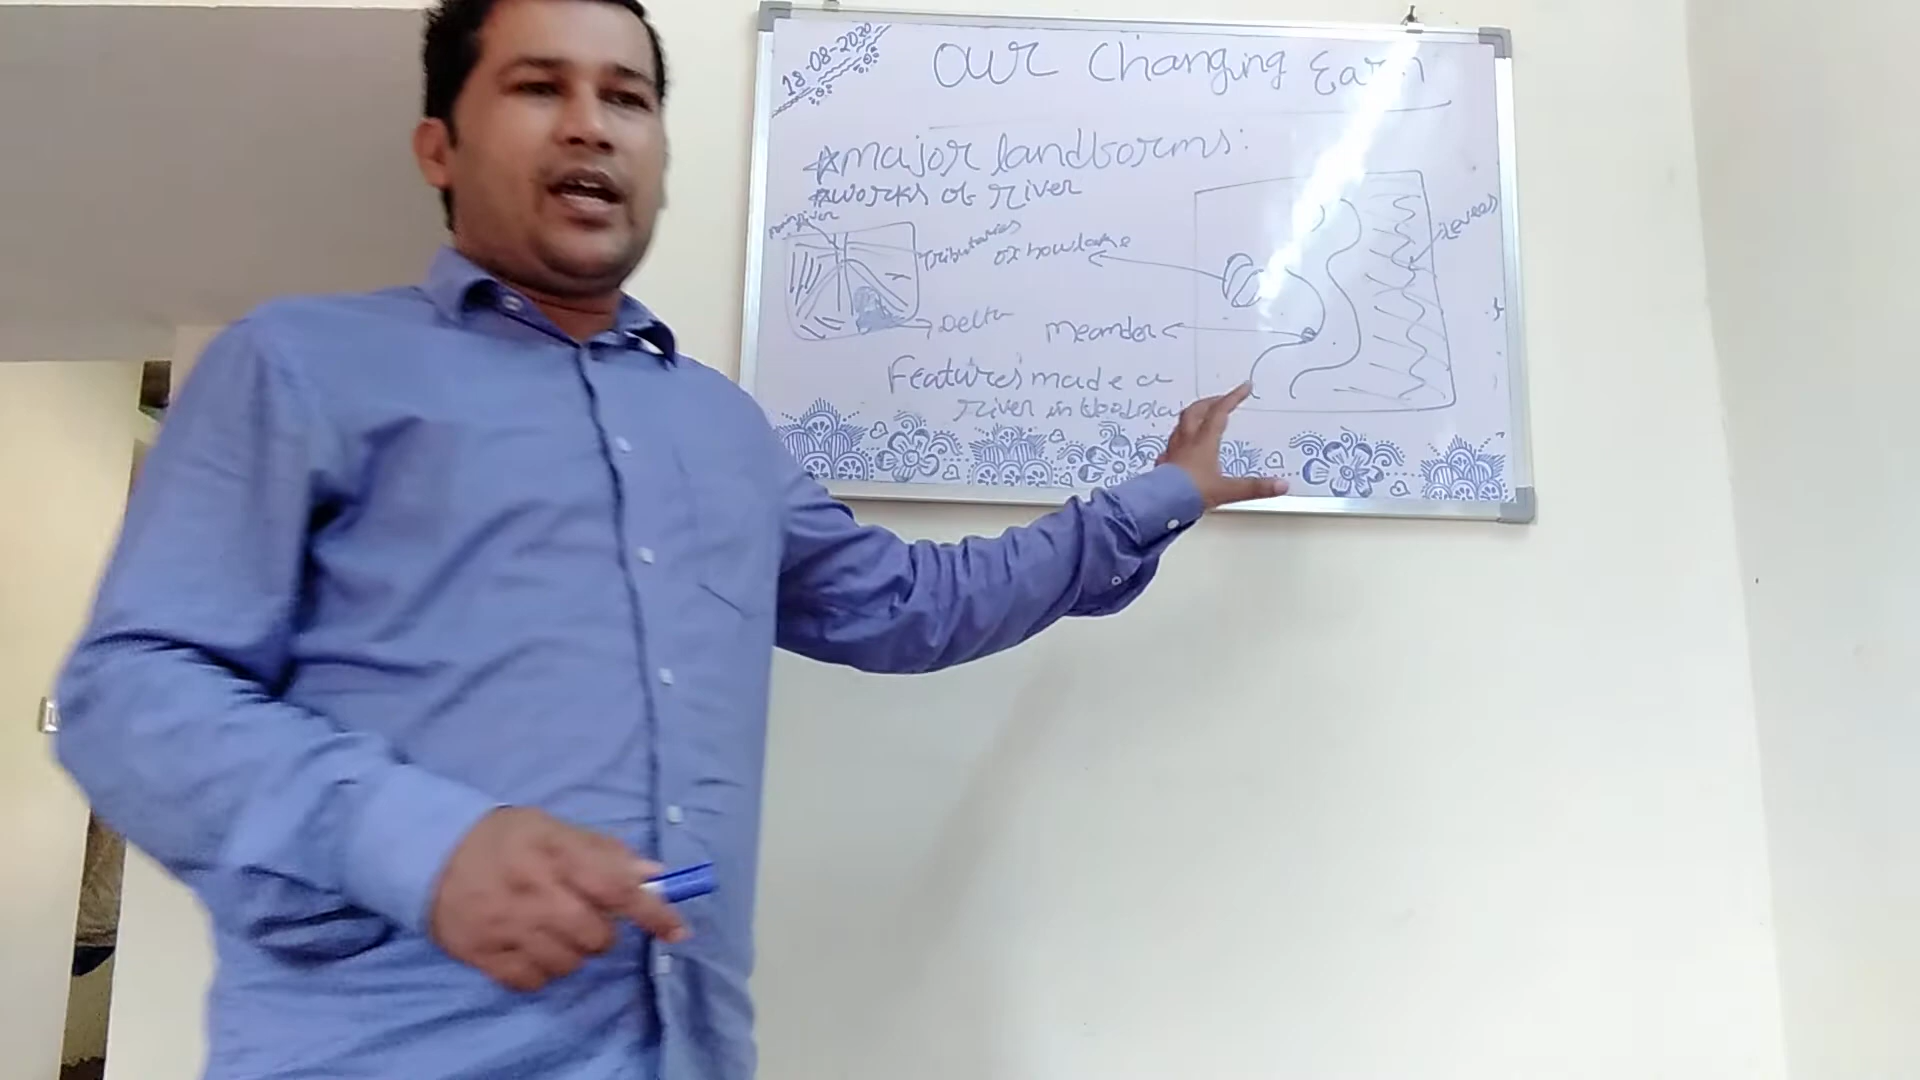 18-08-2020
Our Changing Earth
*major landforms:
*works of river
main river
Tributaries
ox bow lake
Levees
Delta
meander
Features made a
river in